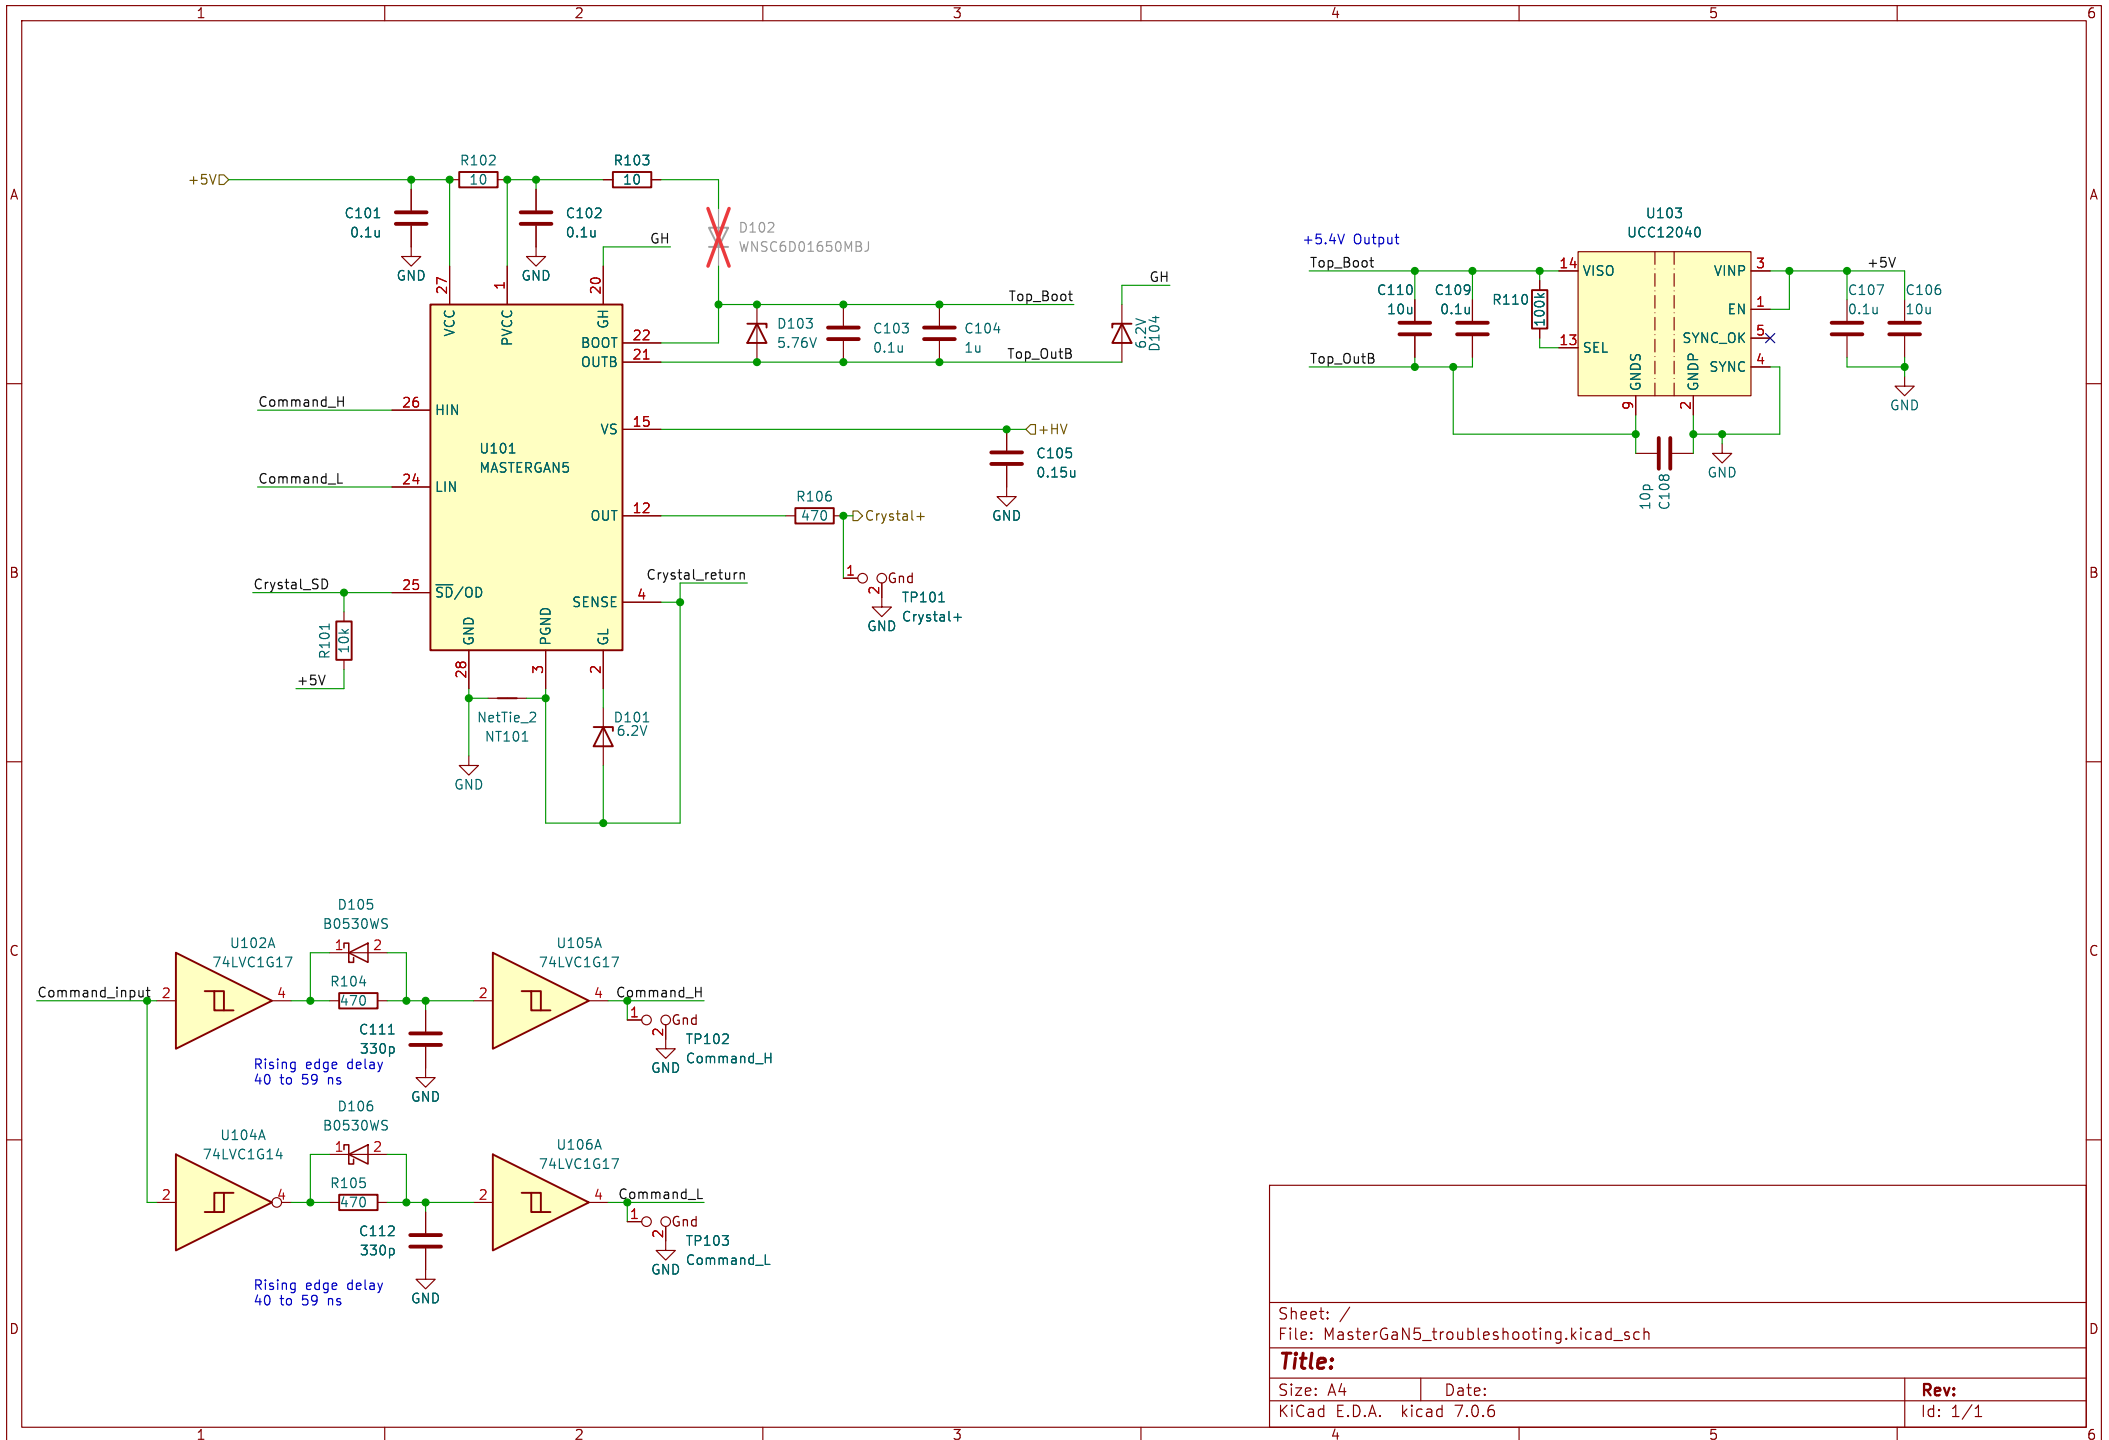 1 2 3 4 5 6
A
B
C
D
+5V
R102
10
R103
10
C101
0.1u
GND
C102
0.1u
GND
GH
D102
WNSC6D01650MBJ
27
1
20
VCC
PVCC
GH
BOOT
22
OUTB
21
Top_Boot
D103
5.76V
C103
0.1u
C104
1u
Top_OutB
GH
6.2V
D104
Command_H
26
HIN
VS
15
+HV
U101
MASTERGAN5
C105
0.15u
GND
Command_L
24
LIN
OUT
12
R106
470
Crystal+
1
2
Gnd
TP101
Crystal+
GND
Crystal_SD
25
SD/OD
Crystal_return
SENSE
4
R101
10k
+5V
GND
PGND
GL
28
3
2
NetTie_2
NT101
GND
D101
6.2V
U103
UCC12040
+5.4V Output
Top_Boot
14
VISO
VINP
3
+5V
C110
10u
C109
0.1u
R110
100k
EN
1
C107
0.1u
C106
10u
SYNC_OK
5
13
SEL
SYNC
4
Top_OutB
GNDS
GNDP
9
2
GND
10p
C108
GND
D105
B0530WS
1
2
U102A
74LVC1G17
U105A
74LVC1G17
R104
470
Command_input
2
4
2
4
Command_H
1
2
Gnd
TP102
Command_H
GND
C111
330p
Rising edge delay
40 to 59 ns
GND
D106
B0530WS
1
2
U104A
74LVC1G14
U106A
74LVC1G17
R105
470
2
4
2
4
Command_L
1
2
Gnd
TP103
Command_L
GND
C112
330p
Rising edge delay
40 to 59 ns
GND
Sheet: /
File: MasterGaN5_troubleshooting.kicad_sch
Title:
Size: A4
Date:
Rev:
KiCad E.D.A. kicad 7.0.6
Id: 1/1
A
B
C
D
1 2 3 4 5 6